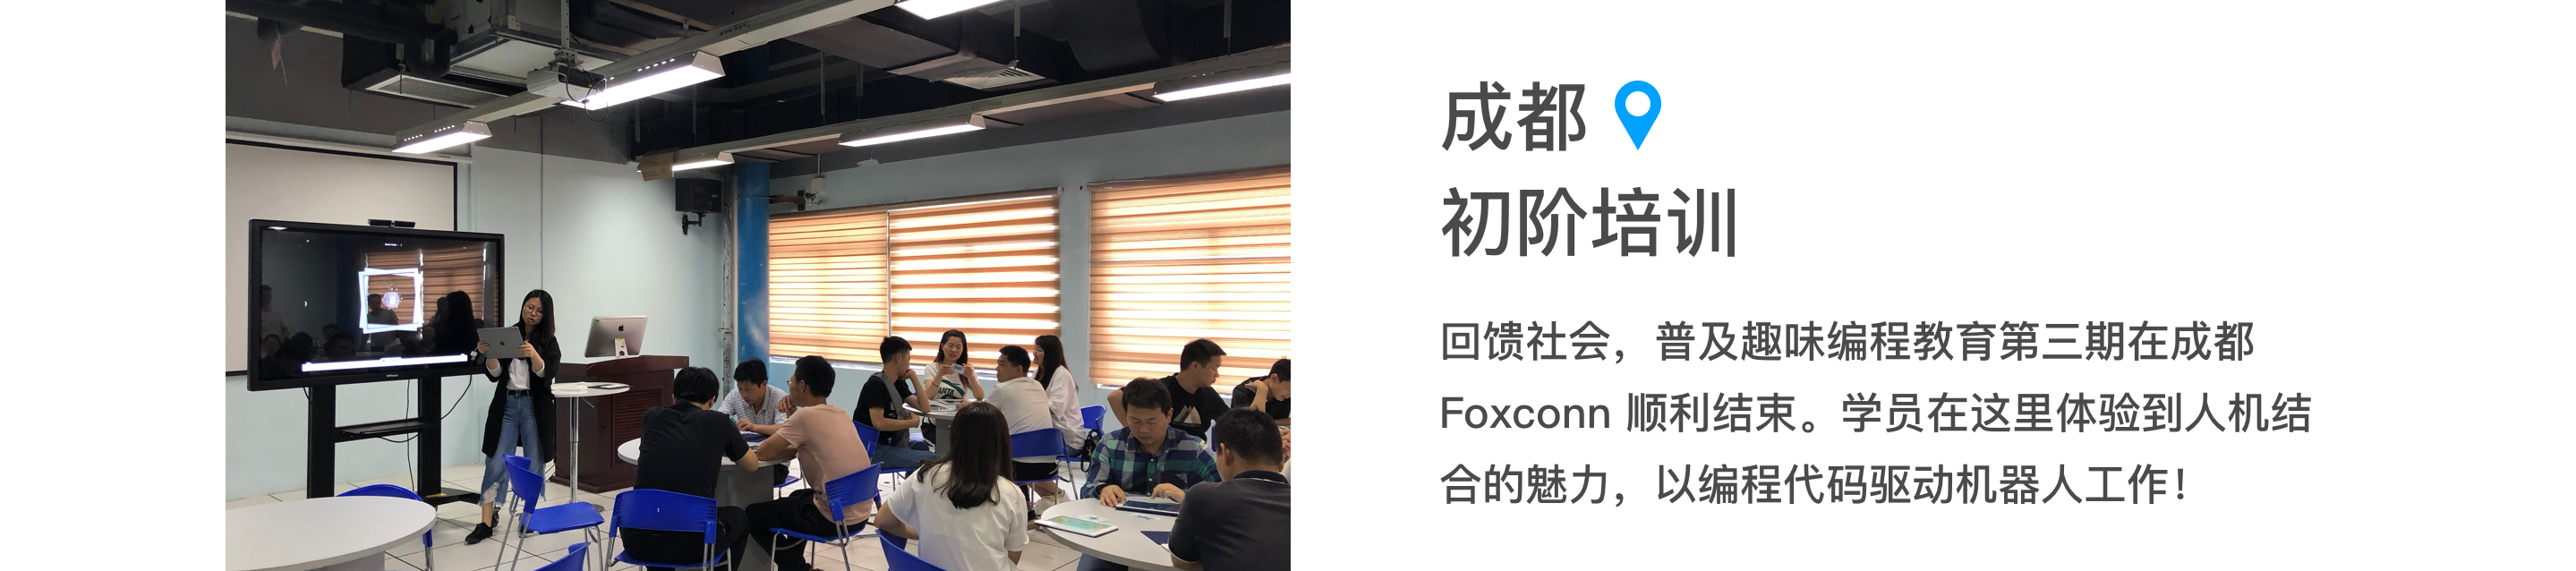 成都
初阶培训
回馈社会，普及趣味编程教育第三期在成都
Foxconn 顺利结束。学员在这里体验到人机结
合的魅力，以编程代码驱动机器人工作！